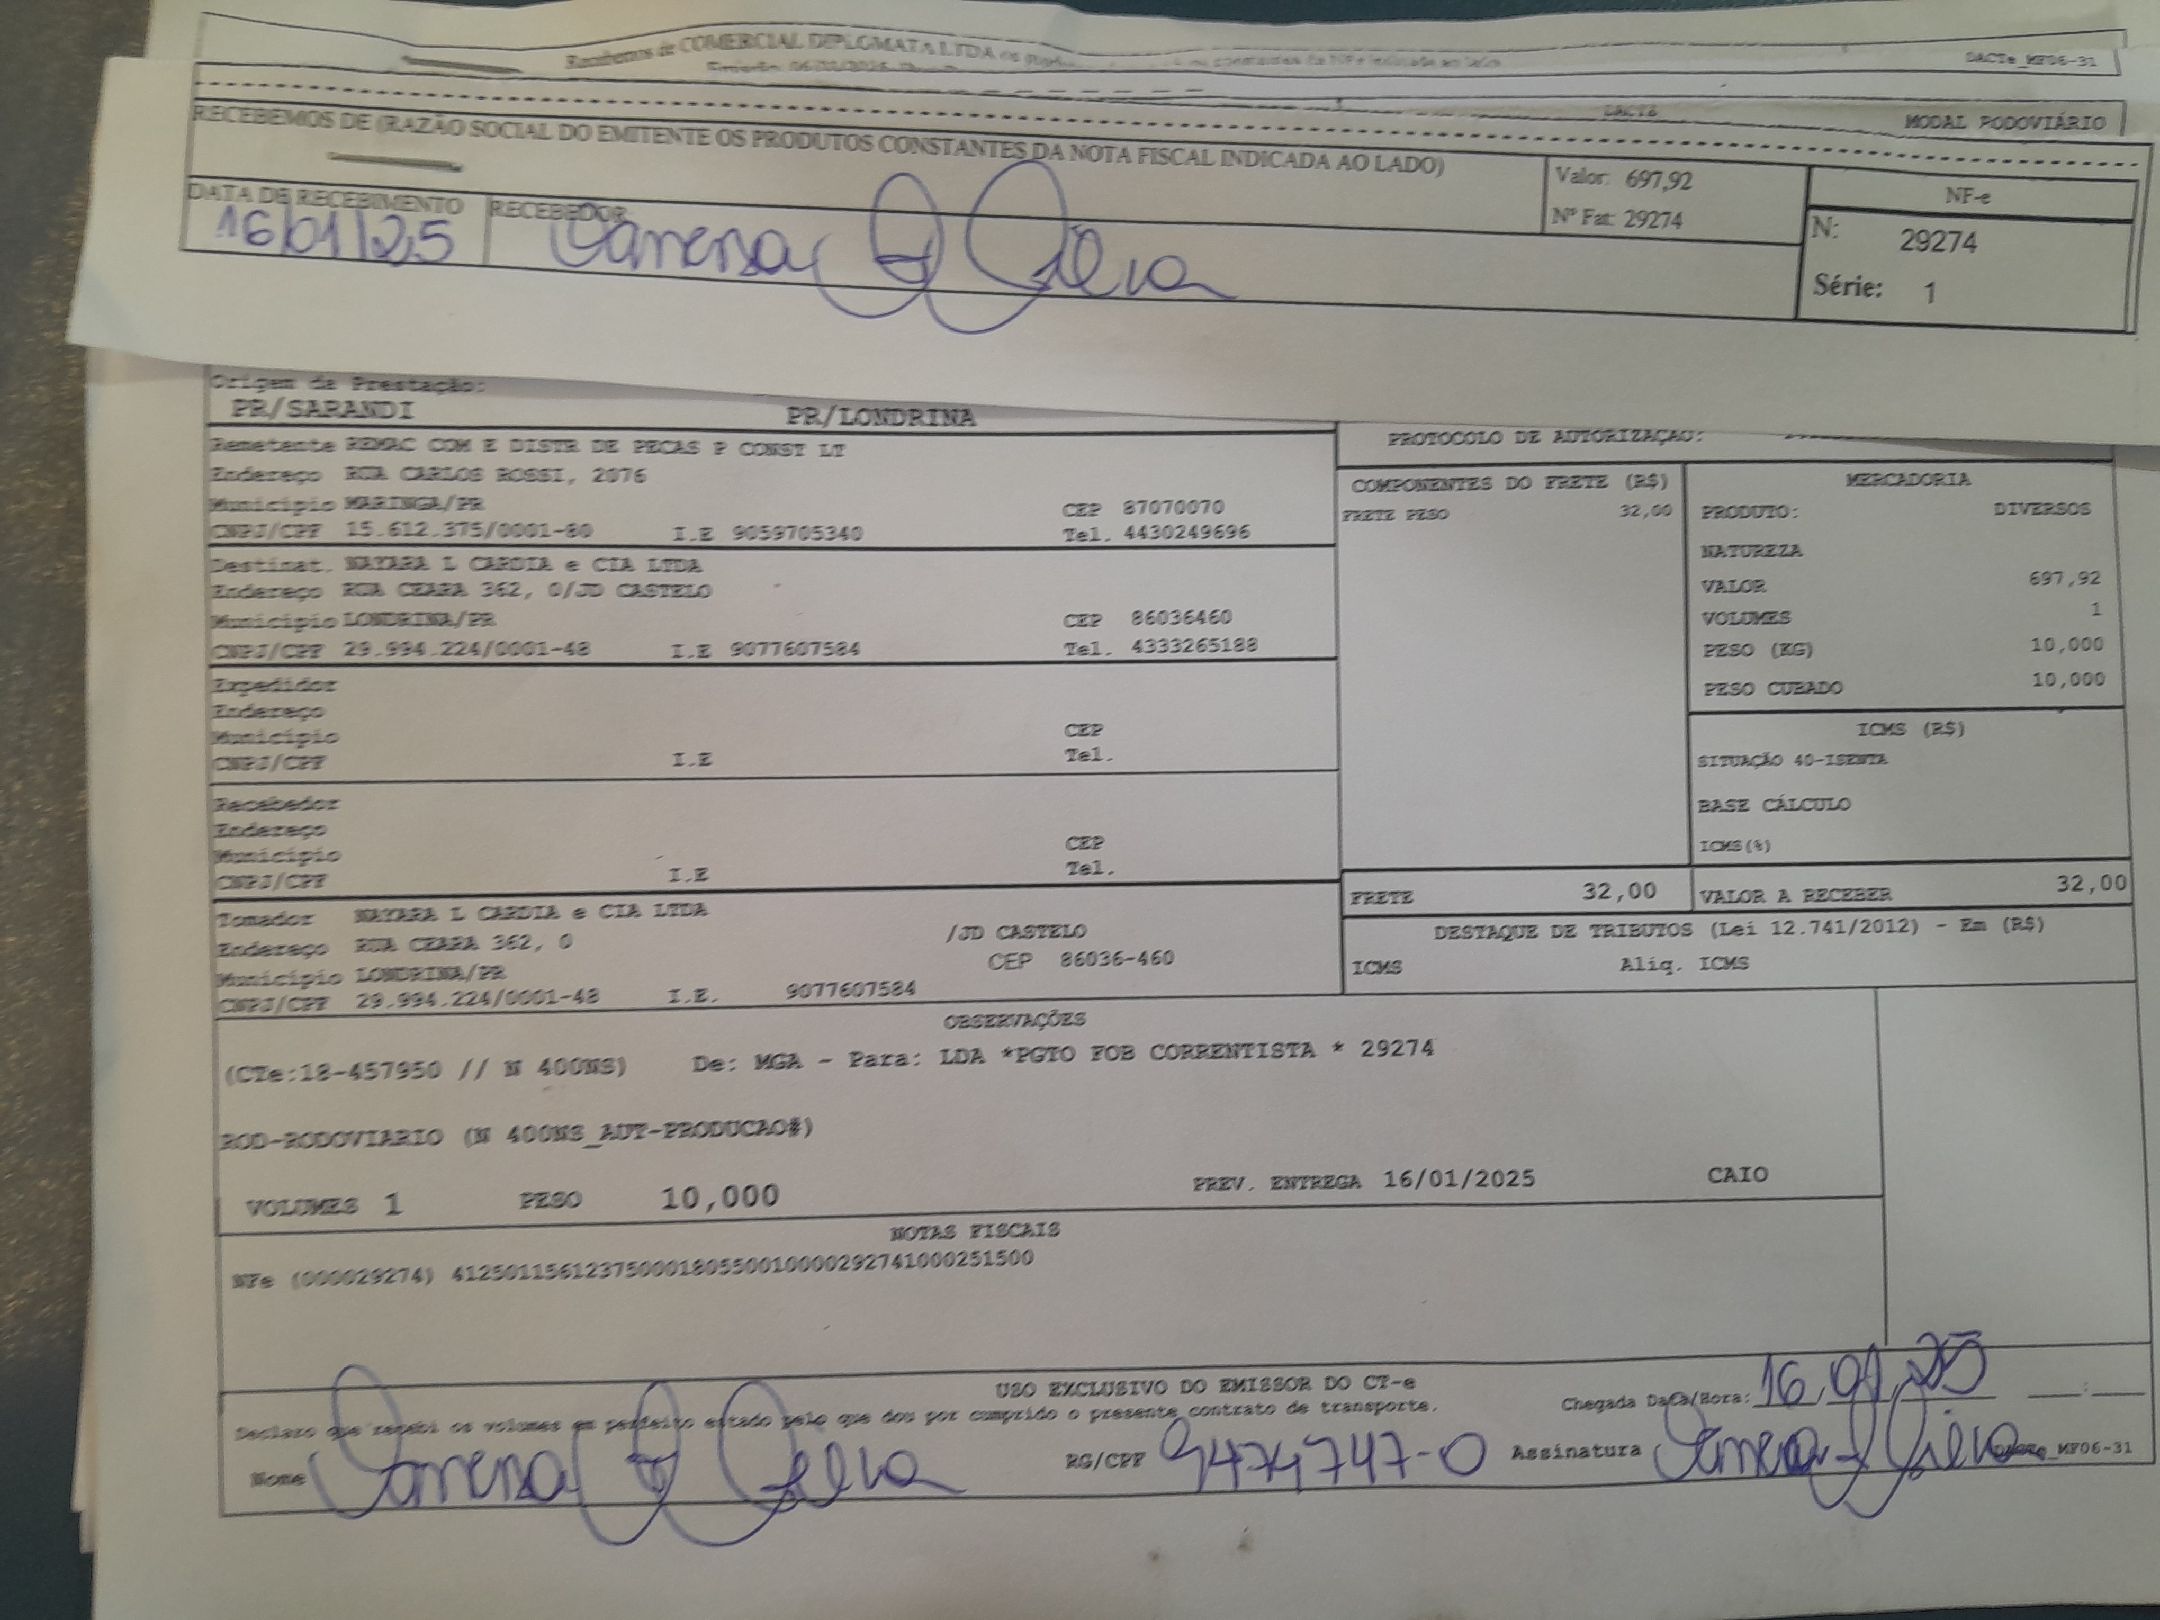 Recebemos de COMERCIAL DIPLOMATA LTDA os
DACTe_MF06-31
DACTE
MODAL RODOVIÁRIO
RECEBEMOS DE (RAZÃO SOCIAL DO EMITENTE OS PRODUTOS CONSTANTES DA NOTA FISCAL INDICADA AO LADO)
Valor: 697,92
Nº Fat: 29274
NF-e
N: 29274
Série: 1
DATA DE RECEBIMENTO
RECEBEDOR
16/01/25
Silva
Origem da Prestação:
PR/SARANDI PR/LONDRINA
Remetente REMAC COM E DISTR DE PECAS P CONST LT
Endereço RUA CARLOS ROSSI, 2076
Município MARINGA/PR CEP 87070070
CNPJ/CPF 15.612.375/0001-80 I.E 9059705340 Tel. 4430249696
Destinat. NAYARA L CARDIA e CIA LTDA
Endereço RUA CEARA 362, 0/JD CASTELO
Município LONDRINA/PR CEP 86036460
CNPJ/CPF 29.994.224/0001-48 I.E 9077607584 Tel. 4333265188
Expedidor
Endereço
Município CEP
CNPJ/CPF I.E Tel.
Recebedor
Endereço
Município CEP
CNPJ/CPF I.E Tel.
Tomador NAYARA L CARDIA e CIA LTDA
Endereço RUA CEARA 362, 0 /JD CASTELO
Município LONDRINA/PR CEP 86036-460
CNPJ/CPF 29.994.224/0001-48 I.E. 9077607584
PROTOCOLO DE AUTORIZAÇÃO:
COMPONENTES DO FRETE (R$)
FRETE PESO 32,00
MERCADORIA
PRODUTO: DIVERSOS
NATUREZA
VALOR 697,92
VOLUMES 1
PESO (KG) 10,000
PESO CUBADO 10,000
ICMS (R$)
SITUAÇÃO 40-ISENTA
BASE CÁLCULO
ICMS(%)
FRETE 32,00 VALOR A RECEBER 32,00
DESTAQUE DE TRIBUTOS (Lei 12.741/2012) - Em (R$)
ICMS Aliq. ICMS
OBSERVAÇÕES
(CTe:18-457950 // N 400NS) De: MGA - Para: LDA *PGTO FOB CORRENTISTA * 29274
ROD-RODOVIARIO (N 400NS_AUT-PRODUCAO#)
VOLUMES 1 PESO 10,000 PREV. ENTREGA 16/01/2025 CAIO
NOTAS FISCAIS
NFe (000029274) 41250115612375000180550010000292741000251500
USO EXCLUSIVO DO EMISSOR DO CT-e
Declaro que recebi os volumes em perfeito estado pelo que dou por cumprido o presente contrato de transporte.
Chegada Data/Hora: 16 01 25 __:__
Nome Silva RG/CPF 9474747-0 Assinatura Silva
DACTe_MF06-31